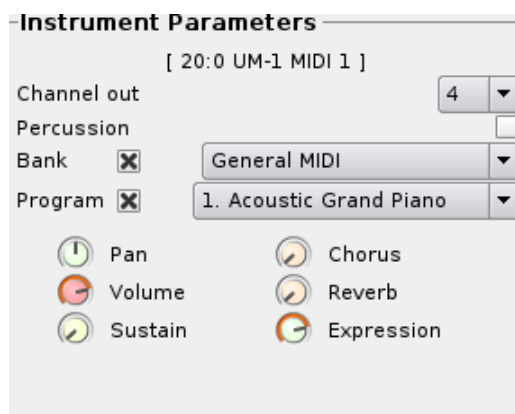 Instrument Parameters
[ 20:0 UM-1 MIDI 1 ]
Channel out 4
Percussion
Bank General MIDI
Program 1. Acoustic Grand Piano
Pan Chorus
Volume Reverb
Sustain Expression